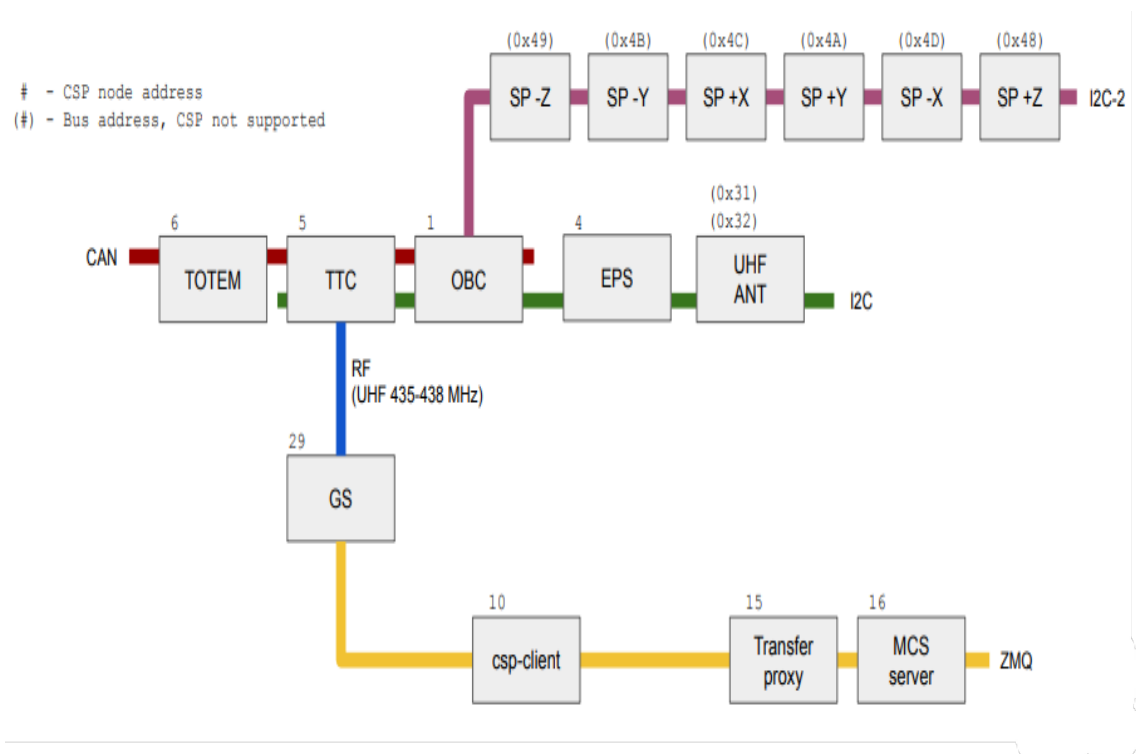 (0x49) (0x4B) (0x4C) (0x4A) (0x4D) (0x48)
# - CSP node address
(#) - Bus address, CSP not supported
SP -Z SP -Y SP +X SP +Y SP -X SP +Z I2C-2
(0x31)
6 5 1 4 (0x32)
CAN
TOTEM TTC OBC EPS
UHF
ANT
I2C
RF
(UHF 435-438 MHz)
29
GS
10 15 16
csp-client
Transfer
proxy
MCS
server
ZMQ